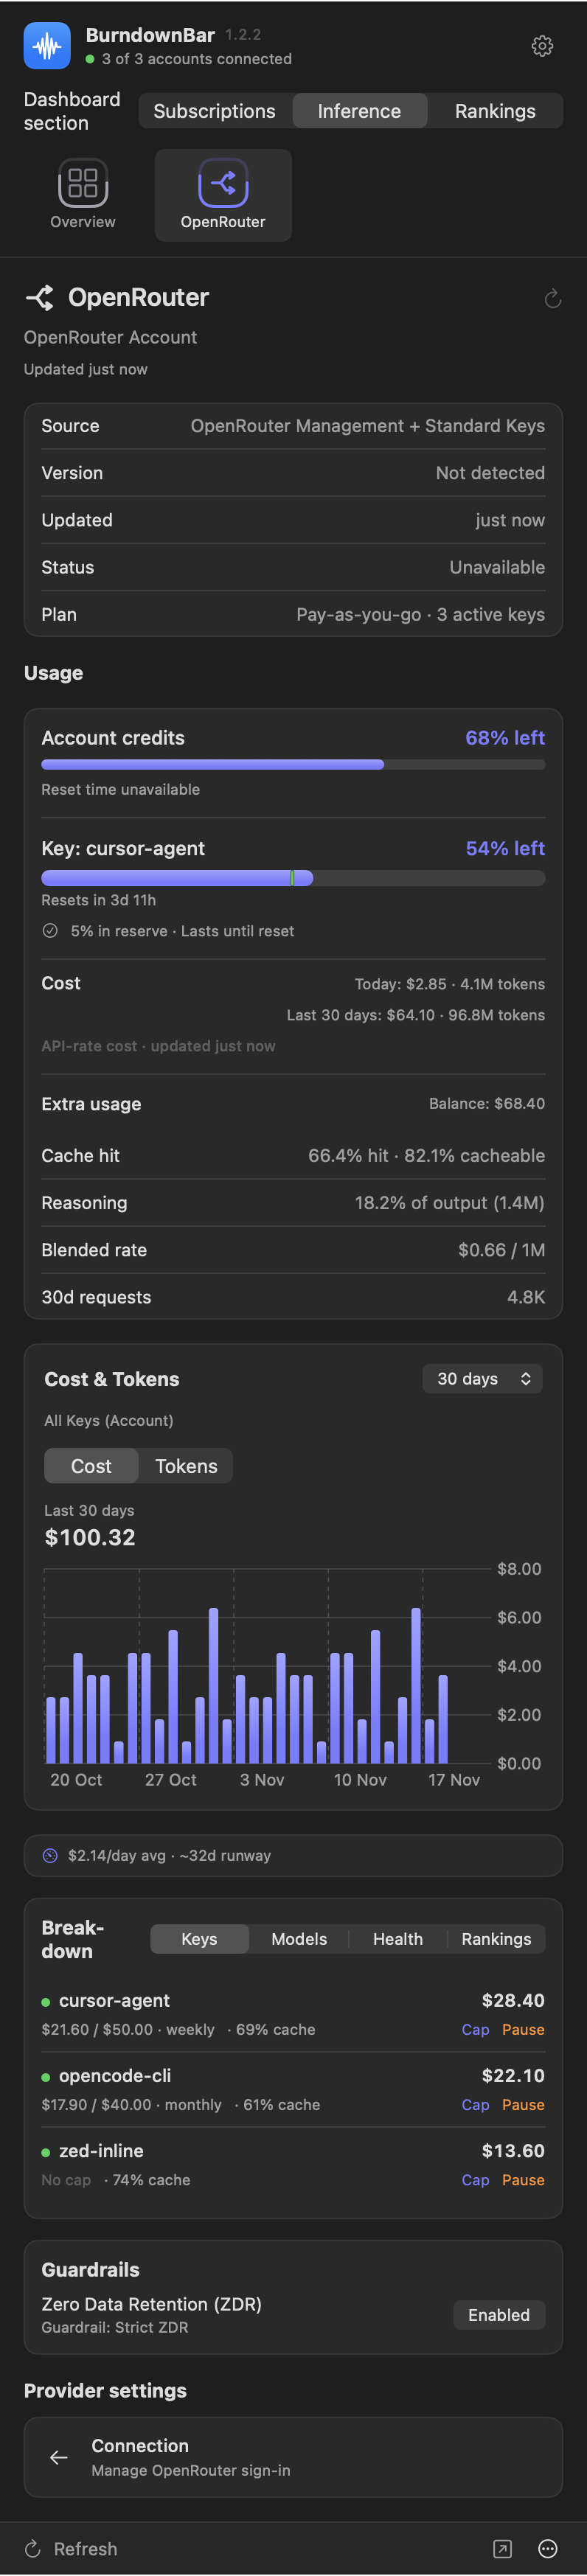 BurndownBar 1.2.2
3 of 3 accounts connected
Dashboard
section
Subscriptions
Inference
Rankings
Overview
OpenRouter
OpenRouter
OpenRouter Account
Updated just now
Source OpenRouter Management + Standard Keys
Version Not detected
Updated just now
Status Unavailable
Plan Pay-as-you-go · 3 active keys
Usage
Account credits 68% left
Reset time unavailable
Key: cursor-agent 54% left
Resets in 3d 11h
5% in reserve · Lasts until reset
Cost Today: $2.85 · 4.1M tokens
Last 30 days: $64.10 · 96.8M tokens
API-rate cost · updated just now
Extra usage Balance: $68.40
Cache hit 66.4% hit · 82.1% cacheable
Reasoning 18.2% of output (1.4M)
Blended rate $0.66 / 1M
30d requests 4.8K
Cost & Tokens 30 days
All Keys (Account)
Cost Tokens
Last 30 days
$100.32
$8.00
$6.00
$4.00
$2.00
$0.00
20 Oct 27 Oct 3 Nov 10 Nov 17 Nov
$2.14/day avg · ~32d runway
Break-
down
Keys Models Health Rankings
cursor-agent $28.40
$21.60 / $50.00 · weekly · 69% cache Cap Pause
opencode-cli $22.10
$17.90 / $40.00 · monthly · 61% cache Cap Pause
zed-inline $13.60
No cap · 74% cache Cap Pause
Guardrails
Zero Data Retention (ZDR)
Guardrail: Strict ZDR
Enabled
Provider settings
Connection
Manage OpenRouter sign-in
Refresh